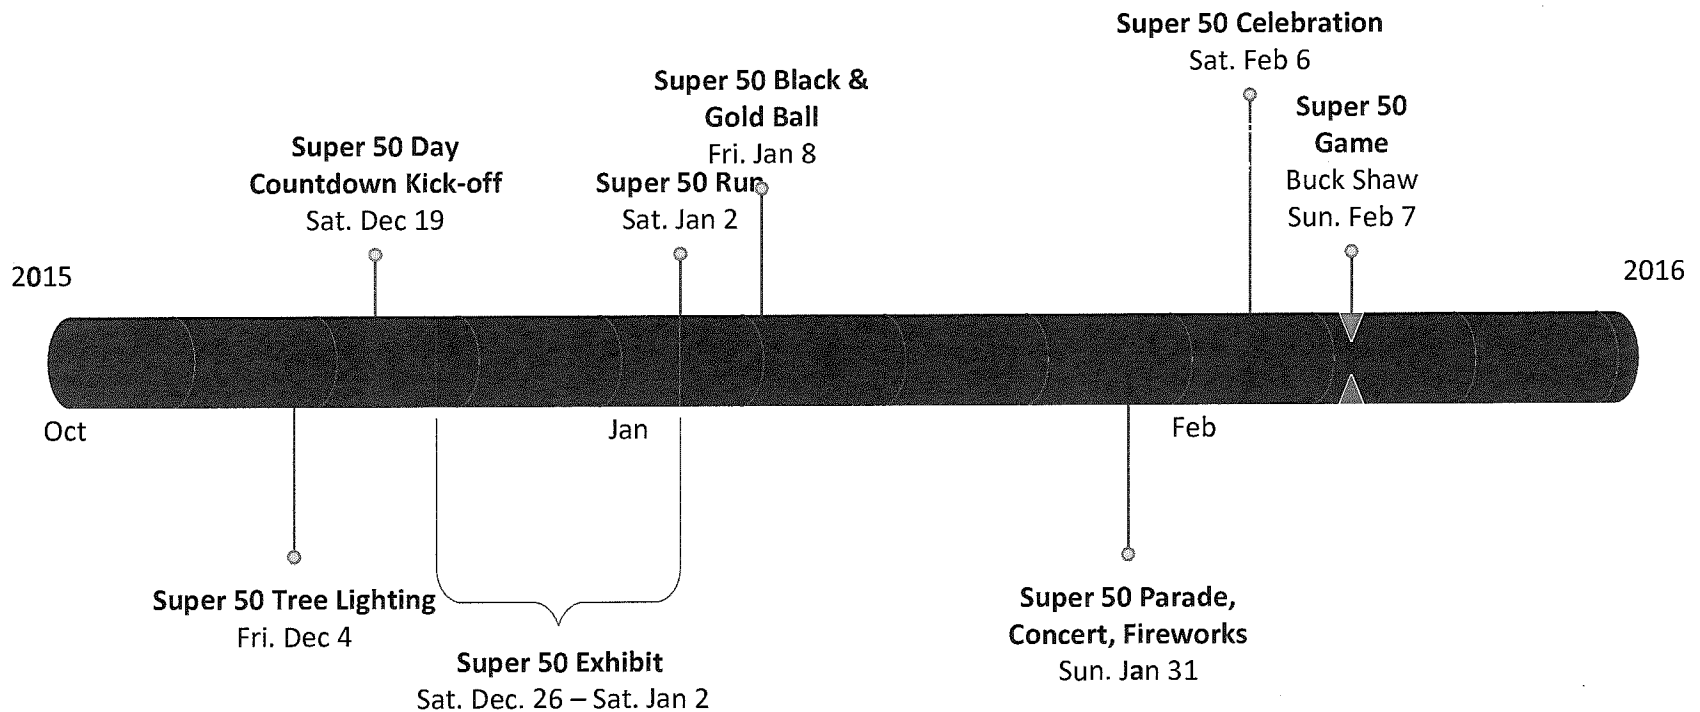 Super 50 Celebration
Sat. Feb 6
Super 50 Black &
Gold Ball
Fri. Jan 8
Super 50
Game
Buck Shaw
Sun. Feb 7
Super 50 Day
Countdown Kick-off
Sat. Dec 19
Super 50 Run
Sat. Jan 2
2015
2016
Oct
Jan
Feb
Super 50 Tree Lighting
Fri. Dec 4
Super 50 Exhibit
Sat. Dec. 26 – Sat. Jan 2
Super 50 Parade,
Concert, Fireworks
Sun. Jan 31